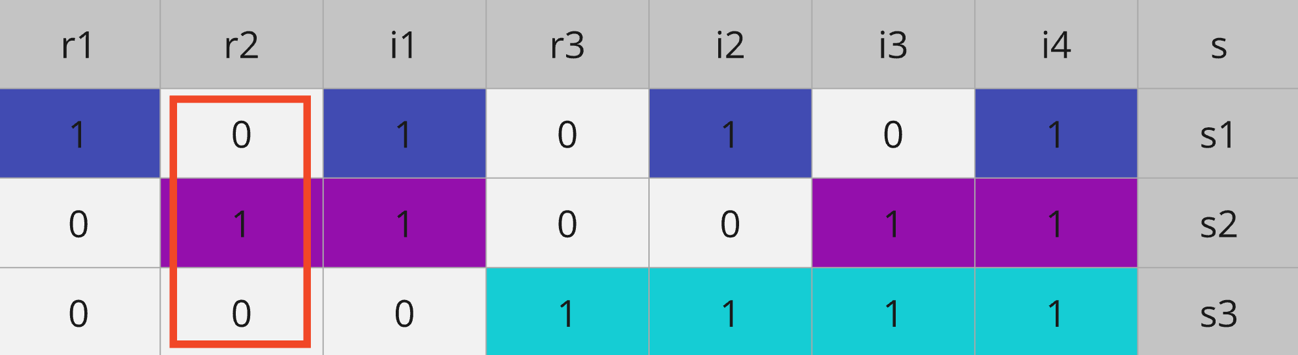 r1 r2 i1 r3 i2 i3 i4 s
1 0 1 0 1 0 1 s1
0 1 1 0 0 1 1 s2
0 0 0 1 1 1 1 s3